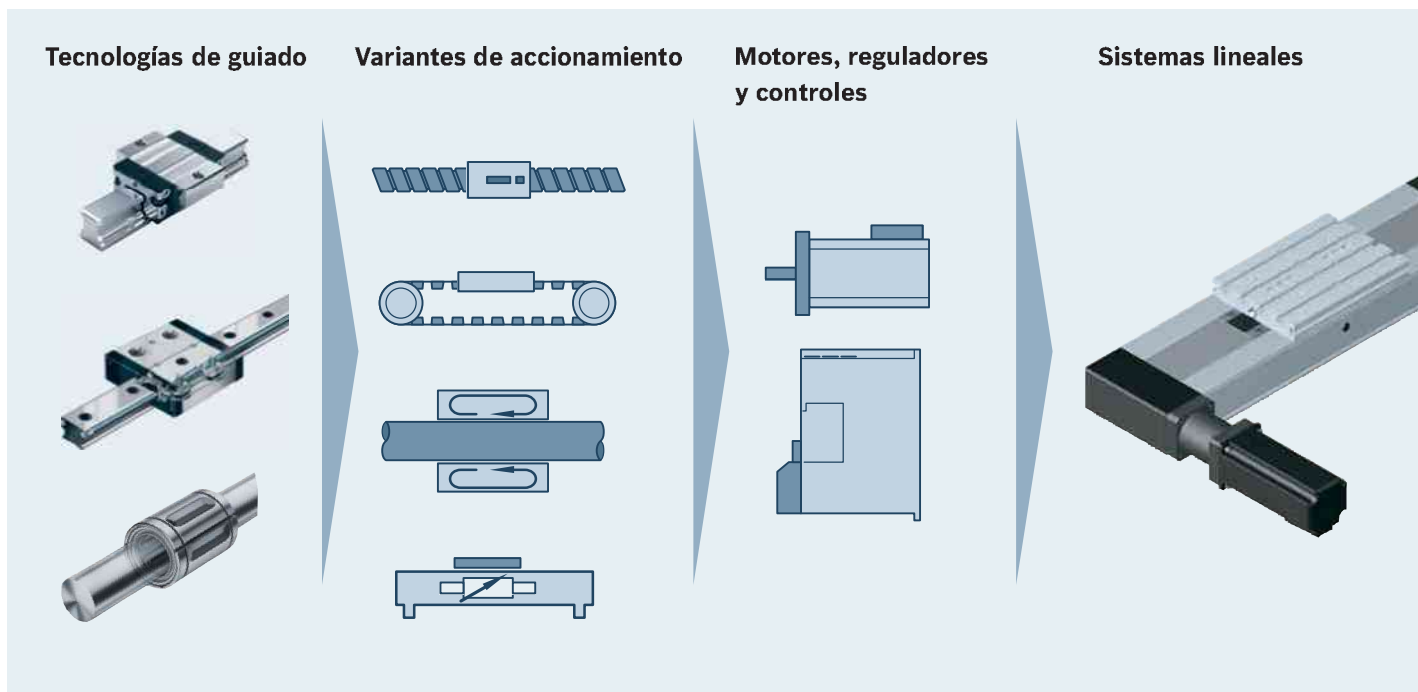 Tecnologías de guiado
Variantes de accionamiento
Motores, reguladores
y controles
Sistemas lineales